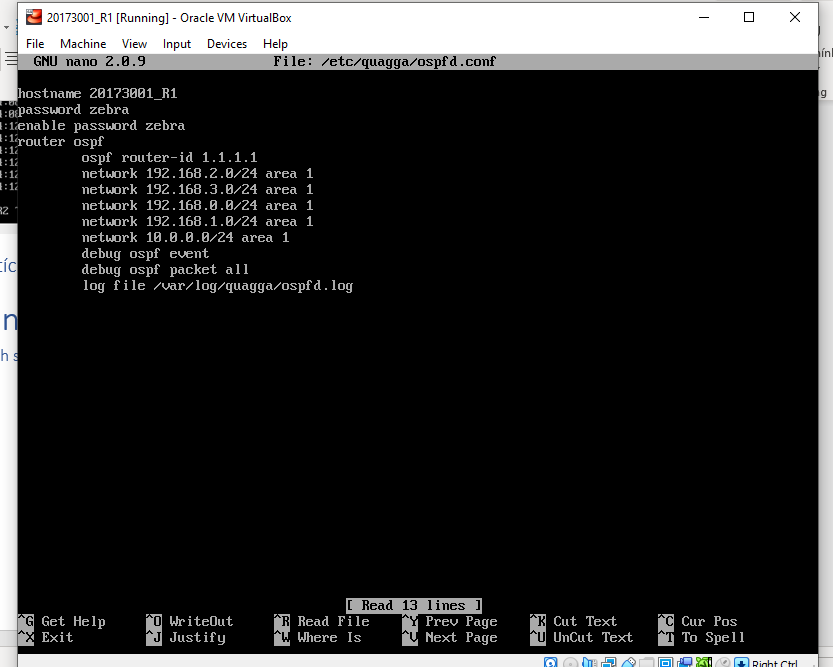 20173001_R1 [Running] - Oracle VM VirtualBox
File Machine View Input Devices Help
GNU nano 2.0.9 File: /etc/quagga/ospfd.conf
hostname 20173001_R1
password zebra
enable password zebra
router ospf
ospf router-id 1.1.1.1
network 192.168.2.0/24 area 1
network 192.168.3.0/24 area 1
network 192.168.0.0/24 area 1
network 192.168.1.0/24 area 1
network 10.0.0.0/24 area 1
debug ospf event
debug ospf packet all
log file /var/log/quagga/ospfd.log
[ Read 13 lines ]
^G Get Help ^O WriteOut ^R Read File ^Y Prev Page ^K Cut Text ^C Cur Pos
^X Exit ^J Justify ^W Where Is ^V Next Page ^U UnCut Text ^T To Spell
Right Ctrl